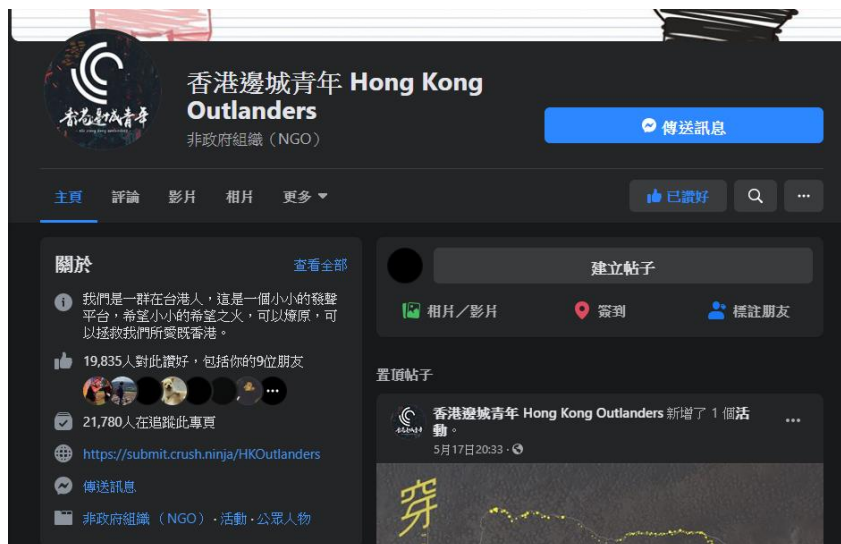 香港邊城青年
香港邊城青年 Hong Kong
Outlanders
非政府組織（NGO）
傳送訊息
主頁
評論
影片
相片
更多
已讚好
關於
查看全部
我們是一群在台港人，這是一個小小的發聲
平台，希望小小的希望之火，可以燎原，可
以拯救我們所愛既香港。
19,835人對此讚好，包括你的9位朋友
21,780人在追蹤此專頁
https://submit.crush.ninja/HKOutlanders
傳送訊息
非政府組織（NGO）·活動·公眾人物
建立帖子
相片／影片
簽到
標註朋友
置頂帖子
香港邊城青年 Hong Kong Outlanders 新增了 1 個活
動。
5月17日20:33 ·
穿